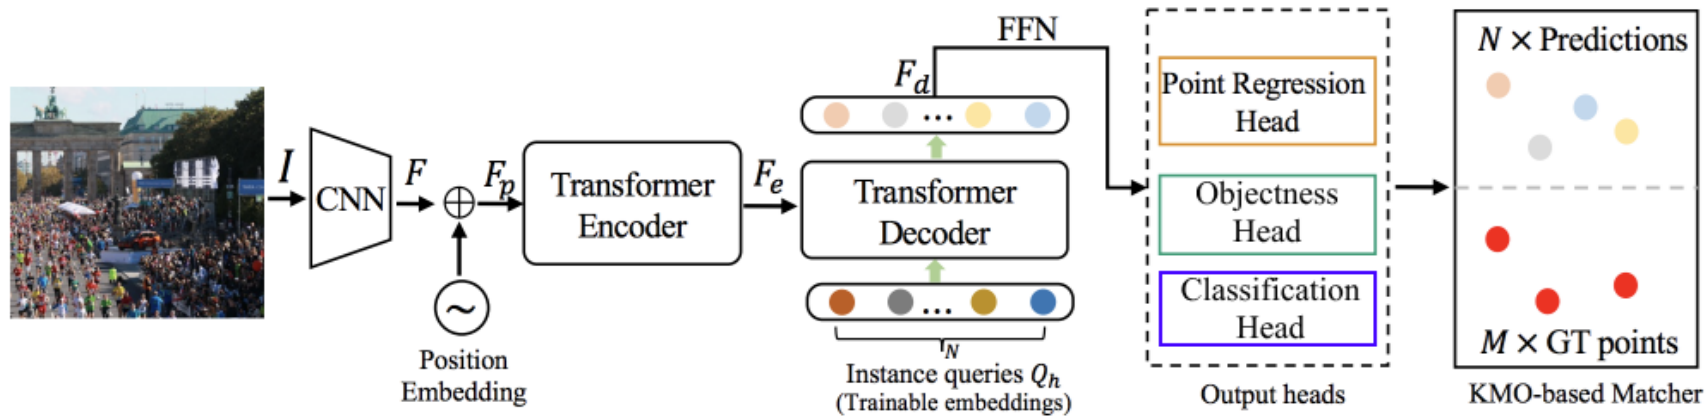 I
CNN
F
F_p
Position
Embedding
Transformer
Encoder
F_e
F_d
...
Transformer
Decoder
...
N
Instance queries Q_h
(Trainable embeddings)
FFN
Point Regression
Head
Objectness
Head
Classification
Head
Output heads
N × Predictions
M × GT points
KMO-based Matcher